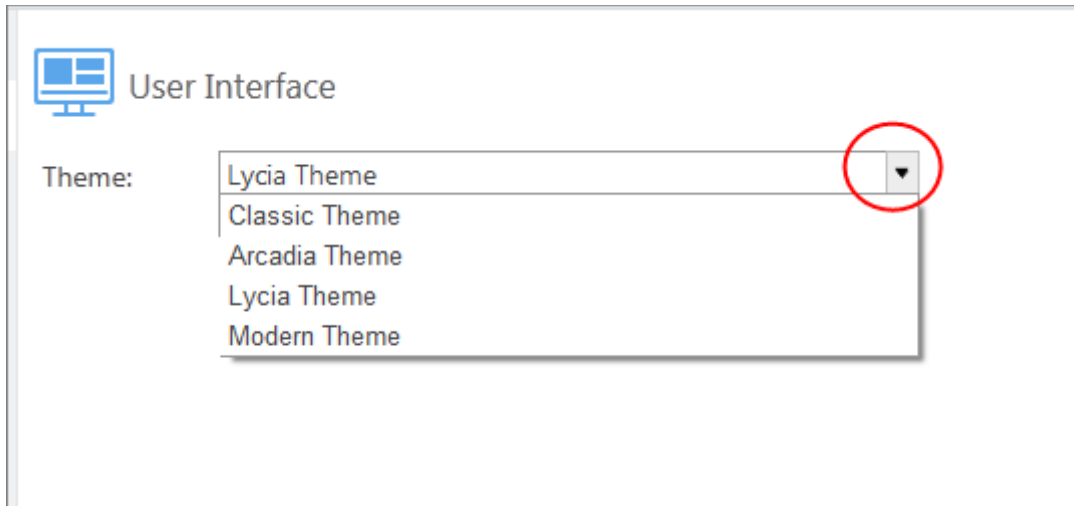 User Interface
Theme: Lycia Theme
Classic Theme
Arcadia Theme
Lycia Theme
Modern Theme